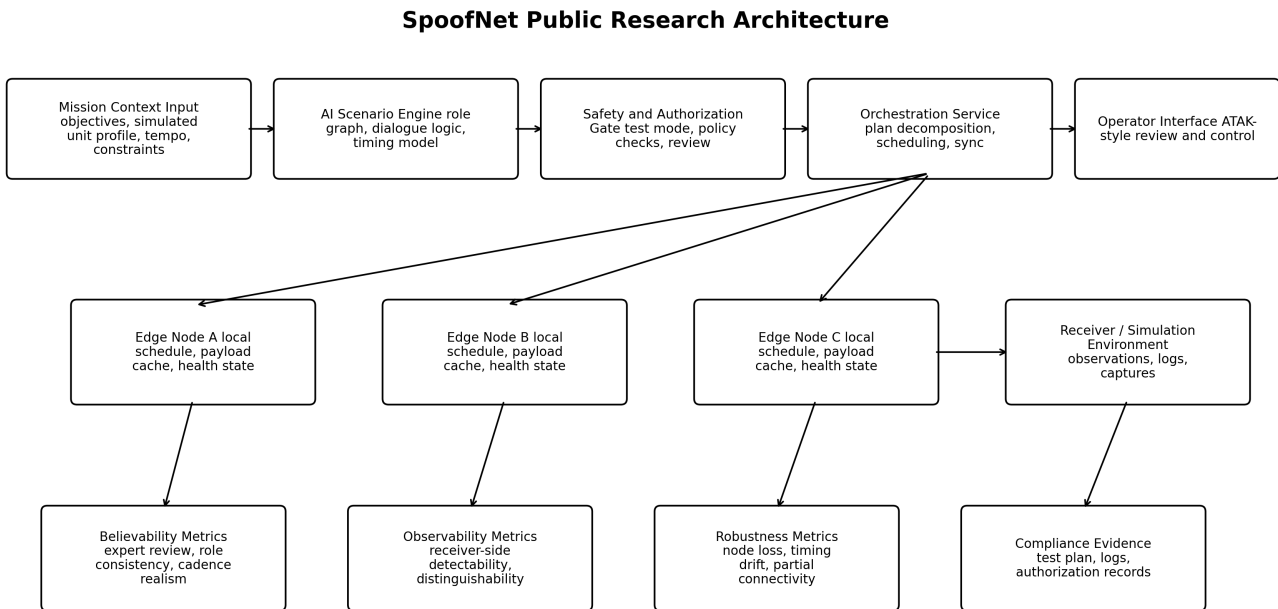 SpoofNet Public Research Architecture
Mission Context Input
objectives, simulated
unit profile, tempo,
constraints
AI Scenario Engine role
graph, dialogue logic,
timing model
Safety and Authorization
Gate test mode, policy
checks, review
Orchestration Service
plan decomposition,
scheduling, sync
Operator Interface ATAK-
style review and control
Edge Node A local
schedule, payload
cache, health state
Edge Node B local
schedule, payload
cache, health state
Edge Node C local
schedule, payload
cache, health state
Receiver / Simulation
Environment
observations, logs,
captures
Believability Metrics
expert review, role
consistency, cadence
realism
Observability Metrics
receiver-side
detectability,
distinguishability
Robustness Metrics
node loss, timing
drift, partial
connectivity
Compliance Evidence
test plan, logs,
authorization records